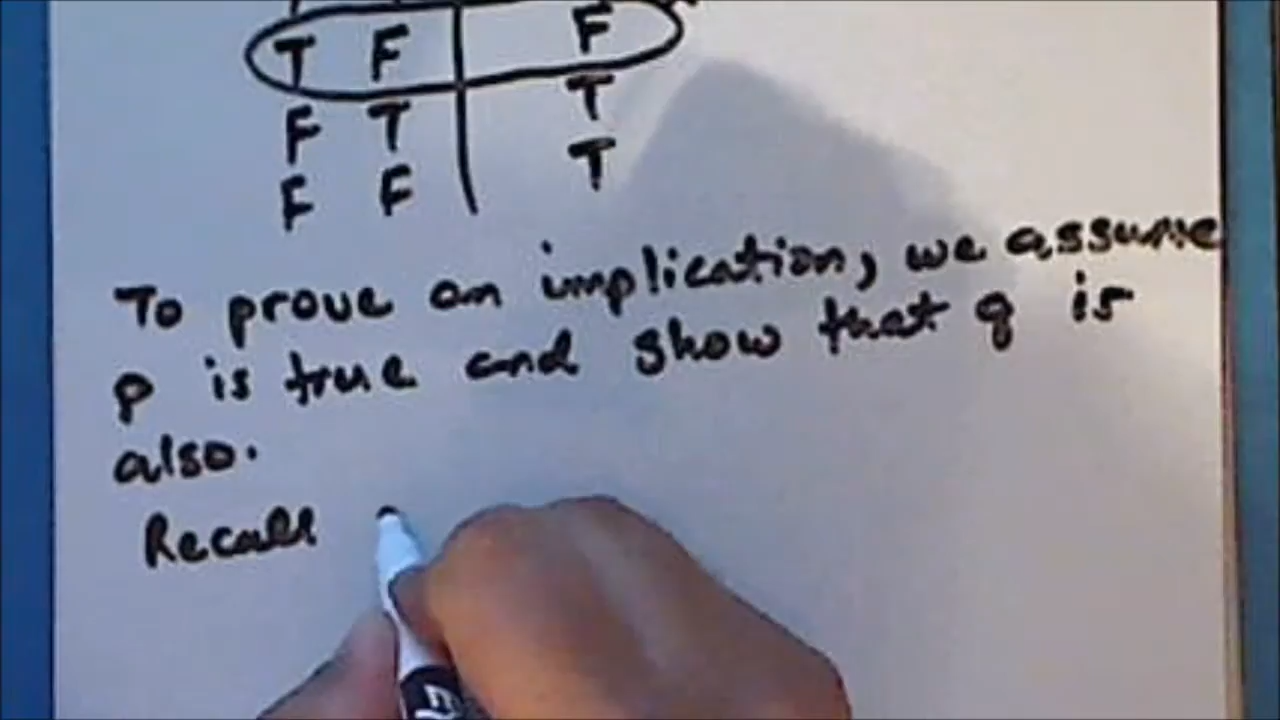 T F F
F T T
F F T
To prove an implication, we assume
p is true and show that q is
also.
Recall